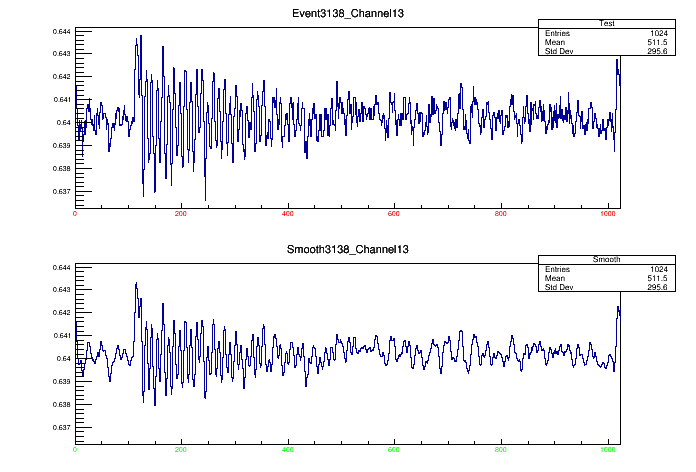 Event3138_Channel13
Test
Entries 1024
Mean 511.5
Std Dev 295.6
0.644
0.643
0.642
0.641
0.64
0.639
0.638
0.637
0 200 400 600 800 1000
Smooth3138_Channel13
Smooth
Entries 1024
Mean 511.5
Std Dev 295.6
0.644
0.643
0.642
0.641
0.64
0.639
0.638
0.637
0 200 400 600 800 1000